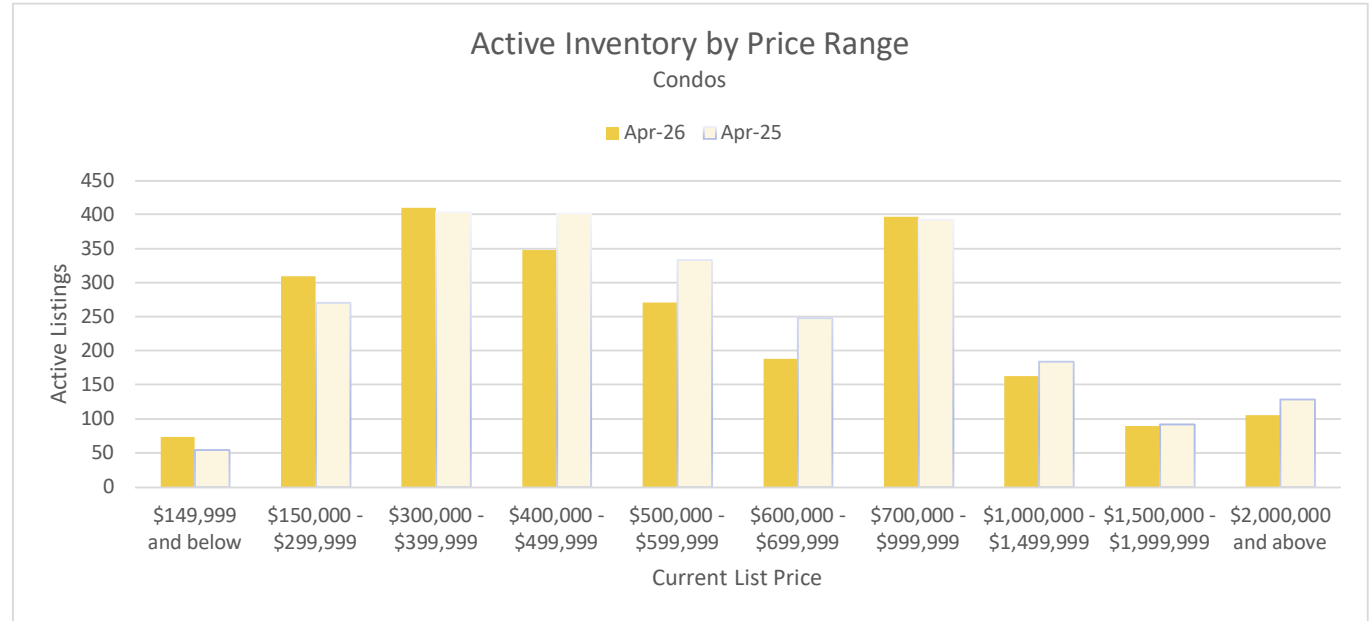 Active Inventory by Price Range
Condos
Apr-26 Apr-25
450
400
350
300
250
200
150
100
50
0
Active Listings
$149,999 $150,000 - $300,000 - $400,000 - $500,000 - $600,000 - $700,000 - $1,000,000 - $1,500,000 - $2,000,000
and below $299,999 $399,999 $499,999 $599,999 $699,999 $999,999 $1,499,999 $1,999,999 and above
Current List Price